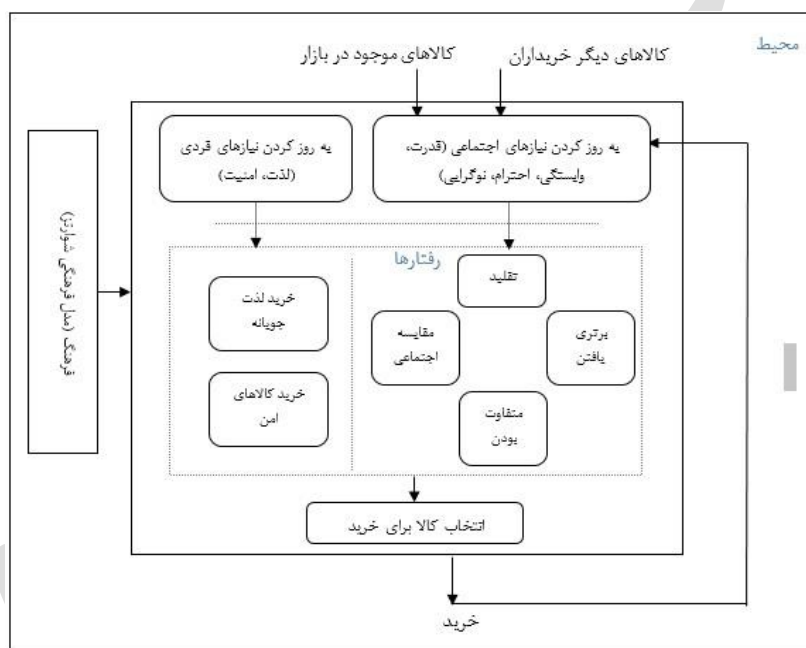 محیط
کالاهای دیگر خریداران
کالاهای موجود در بازار
به روز کردن نیازهای اجتماعی (قدرت،
وابستگی، احترام، نوگرایی)
به روز کردن نیازهای فردی
(لذت، امنیت)
فرهنگ (مدل فرهنگی شوارتز)
رفتارها
تقلید
برتری
یافتن
مقایسه
اجتماعی
متفاوت
بودن
خرید لذت
جویانه
خرید کالاهای
امن
انتخاب کالا برای خرید
خرید